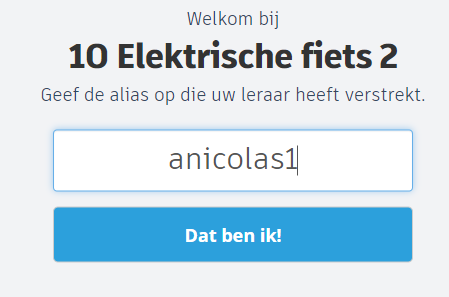 Welkom bij
10 Elektrische fiets 2
Geef de alias op die uw leraar heeft verstrekt.
anicolas1
Dat ben ik!